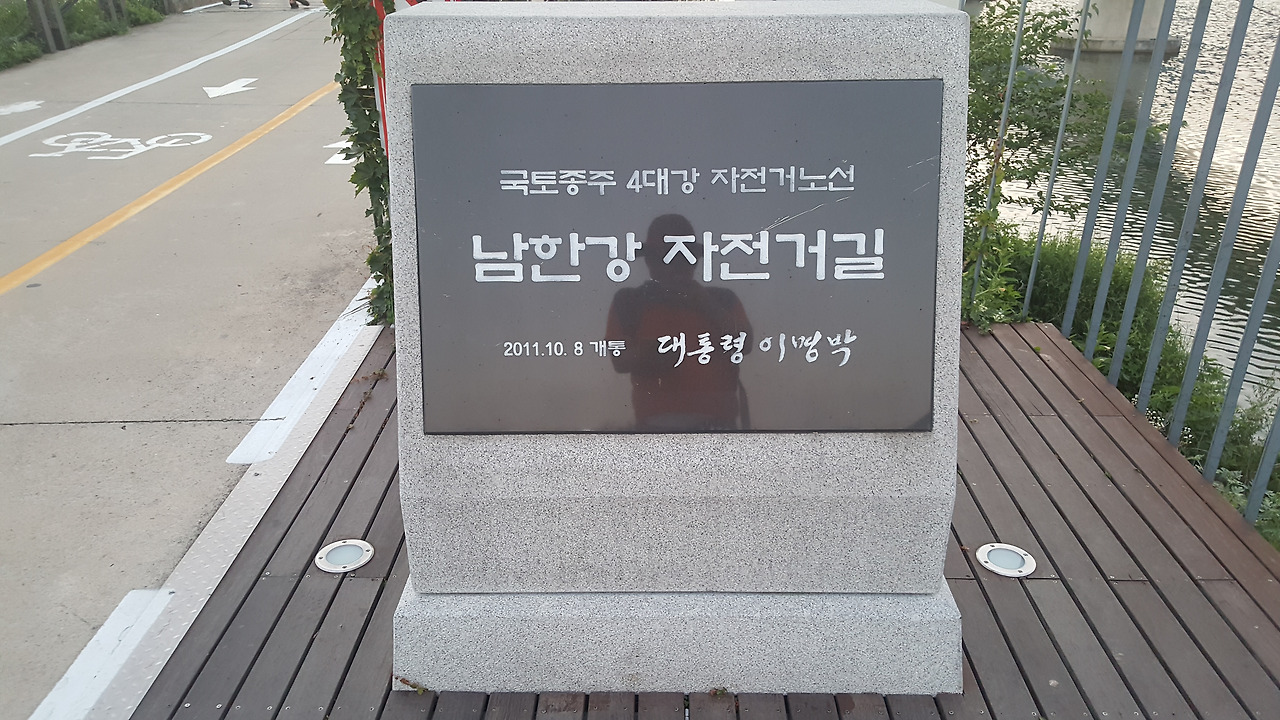 국토종주 4대강 자전거노선
남한강 자전거길
2011.10. 8 개통 대통령 이명박